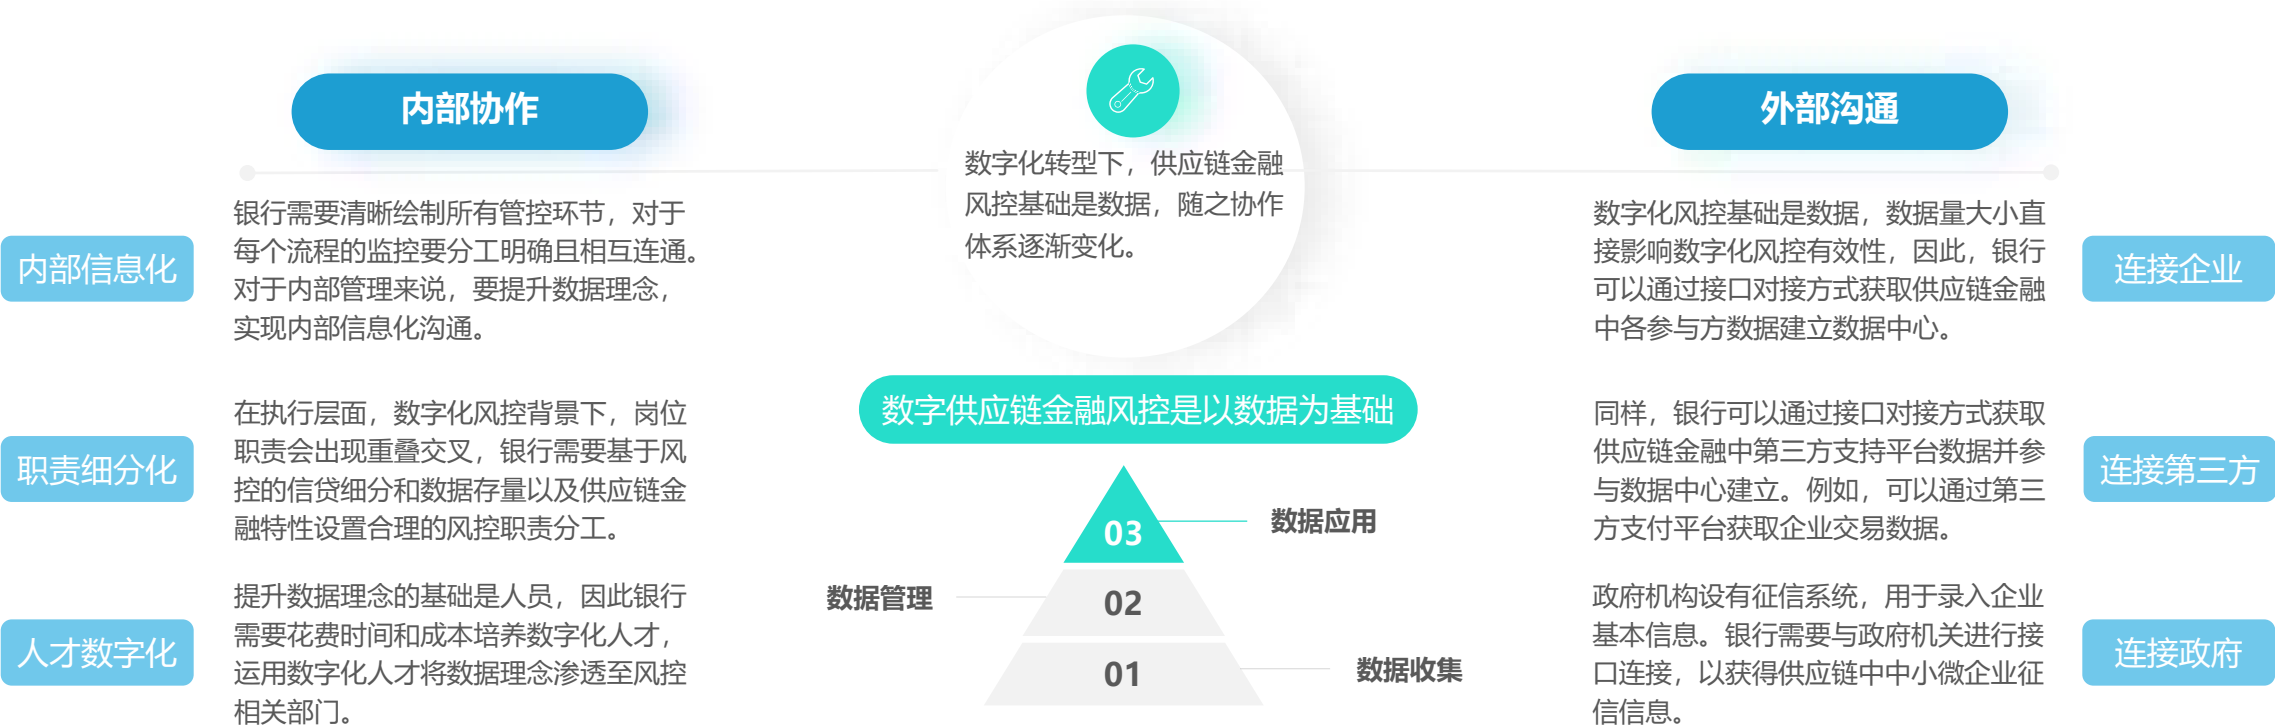 内部协作
内部信息化
银行需要清晰绘制所有管控环节，对于
每个流程的监控要分工明确且相互连通。
对于内部管理来说，要提升数据理念，
实现内部信息化沟通。
职责细分化
在执行层面，数字化风控背景下，岗位
职责会出现重叠交叉，银行需要基于风
控的信贷细分和数据存量以及供应链金
融特性设置合理的风控职责分工。
人才数字化
提升数据理念的基础是人员，因此银行
需要花费时间和成本培养数字化人才，
运用数字化人才将数据理念渗透至风控
相关部门。
数字化转型下，供应链金融
风控基础是数据，随之协作
体系逐渐变化。
数字供应链金融风控是以数据为基础
03
数据应用
数据管理
02
01
数据收集
外部沟通
数字化风控基础是数据，数据量大小直
接影响数字化风控有效性，因此，银行
可以通过接口对接方式获取供应链金融
中各参与方数据建立数据中心。
连接企业
同样，银行可以通过接口对接方式获取
供应链金融中第三方支持平台数据并参
与数据中心建立。例如，可以通过第三
方支付平台获取企业交易数据。
连接第三方
政府机构设有征信系统，用于录入企业
基本信息。银行需要与政府机关进行接
口连接，以获得供应链中中小微企业征
信信息。
连接政府